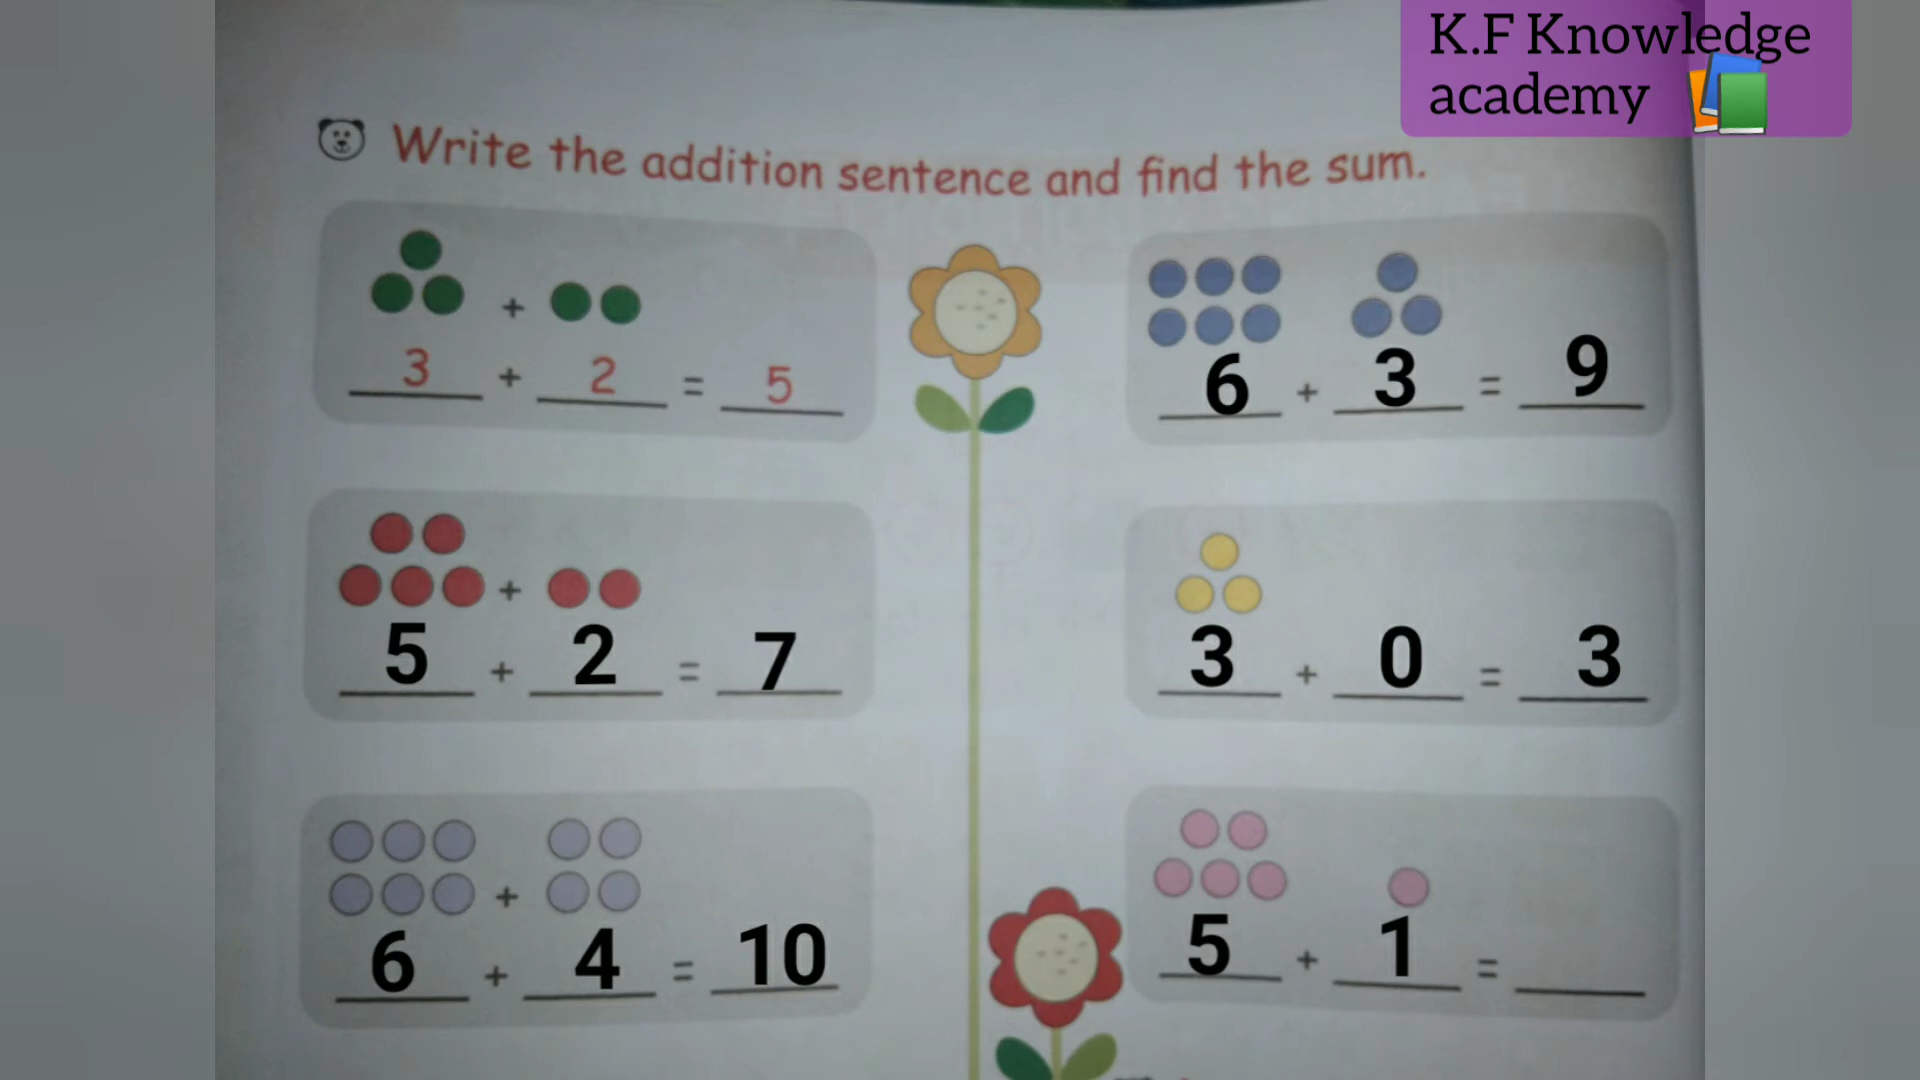 K.F Knowledge
academy
Write the addition sentence and find the sum.
+
3 + 2 = 5
6 + 3 = 9
+
5 + 2 = 7
3 + 0 = 3
+
6 + 4 = 10
5 + 1 =